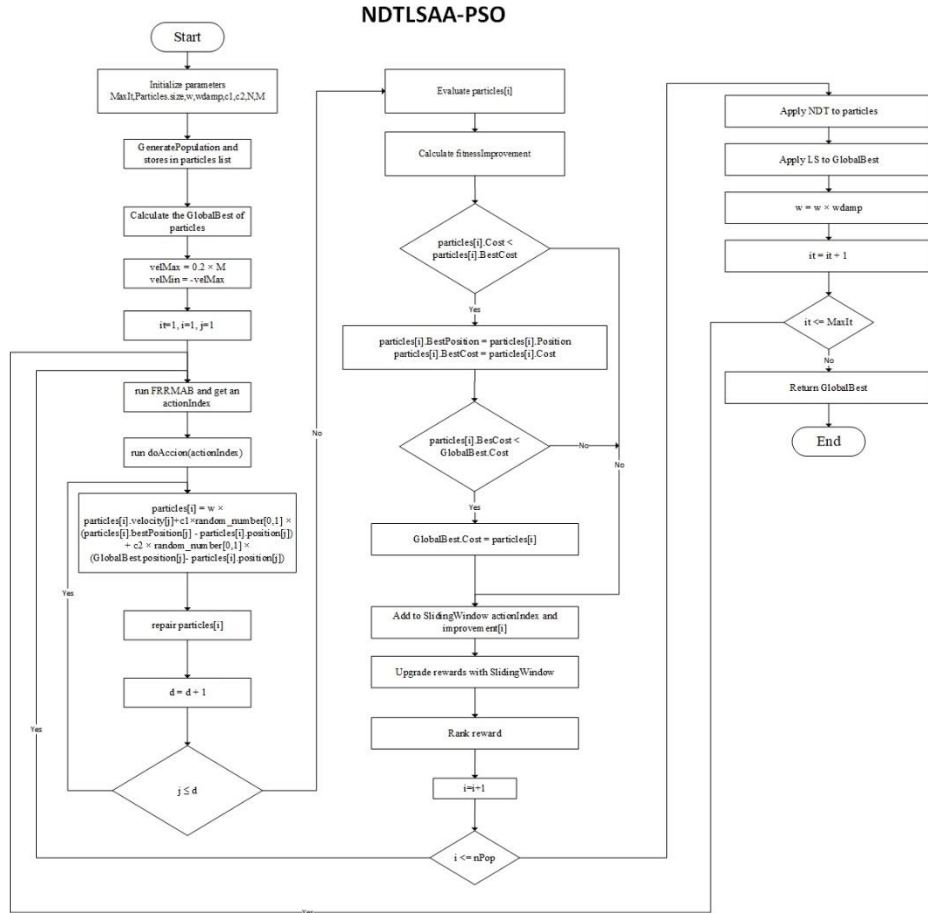 NDTLSAA-PSO
Start
Initialize parameters
MaxIt,Particles.size,w,wdamp,c1,c2,N,M
GeneratePopulation and
stores in particles list
Calculate the GlobalBest of
particles
velMax = 0.2 × M
velMin = -velMax
it=1, i=1, j=1
run FRRMAB and get an
actionIndex
run doAccion(actionIndex)
particles[i] = w ×
particles[i].velocity[j]+c1×random_number[0,1] ×
(particles[i].bestPosition[j] - particles[i].position[j])
+ c2 × random_number[0,1] ×
(GlobalBest.position[j]- particles[i].position[j])
Yes
repair particles[i]
d = d + 1
Yes
Yes
j ≤ d
No
Evaluate particles[i]
Calculate fitnessImprovement
particles[i].Cost <
particles[i].BestCost
Yes
particles[i].BestPosition = particles[i].Position
particles[i].BestCost = particles[i].Cost
particles[i].BesCost <
GlobalBest.Cost
No
No
Yes
GlobalBest.Cost = particles[i]
Add to SlidingWindow actionIndex and
improvement[i]
Upgrade rewards with SlidingWindow
Rank reward
i=i+1
i <= nPop
Apply NDT to particles
Apply LS to GlobalBest
w = w × wdamp
it = it + 1
it <= MaxIt
No
Return GlobalBest
End
Yes